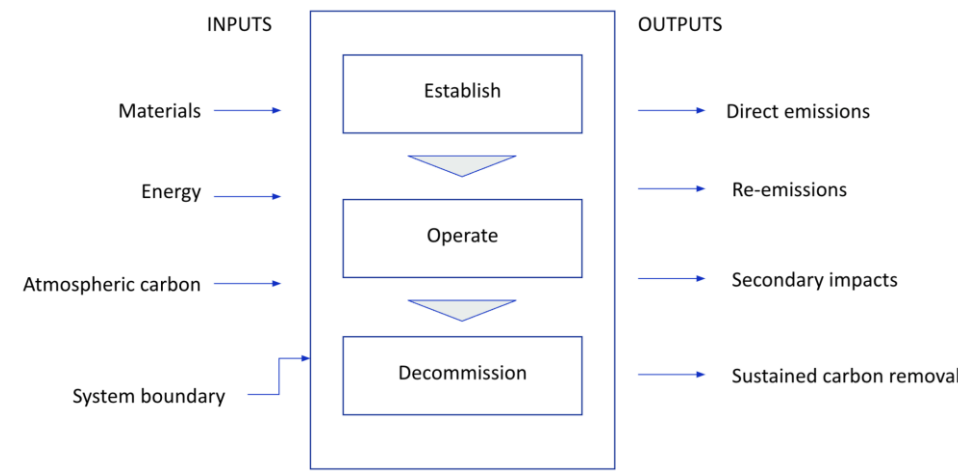 INPUTS
OUTPUTS
Establish
Materials
Direct emissions
Energy
Re-emissions
Operate
Atmospheric carbon
Secondary impacts
Decommission
System boundary
Sustained carbon removal